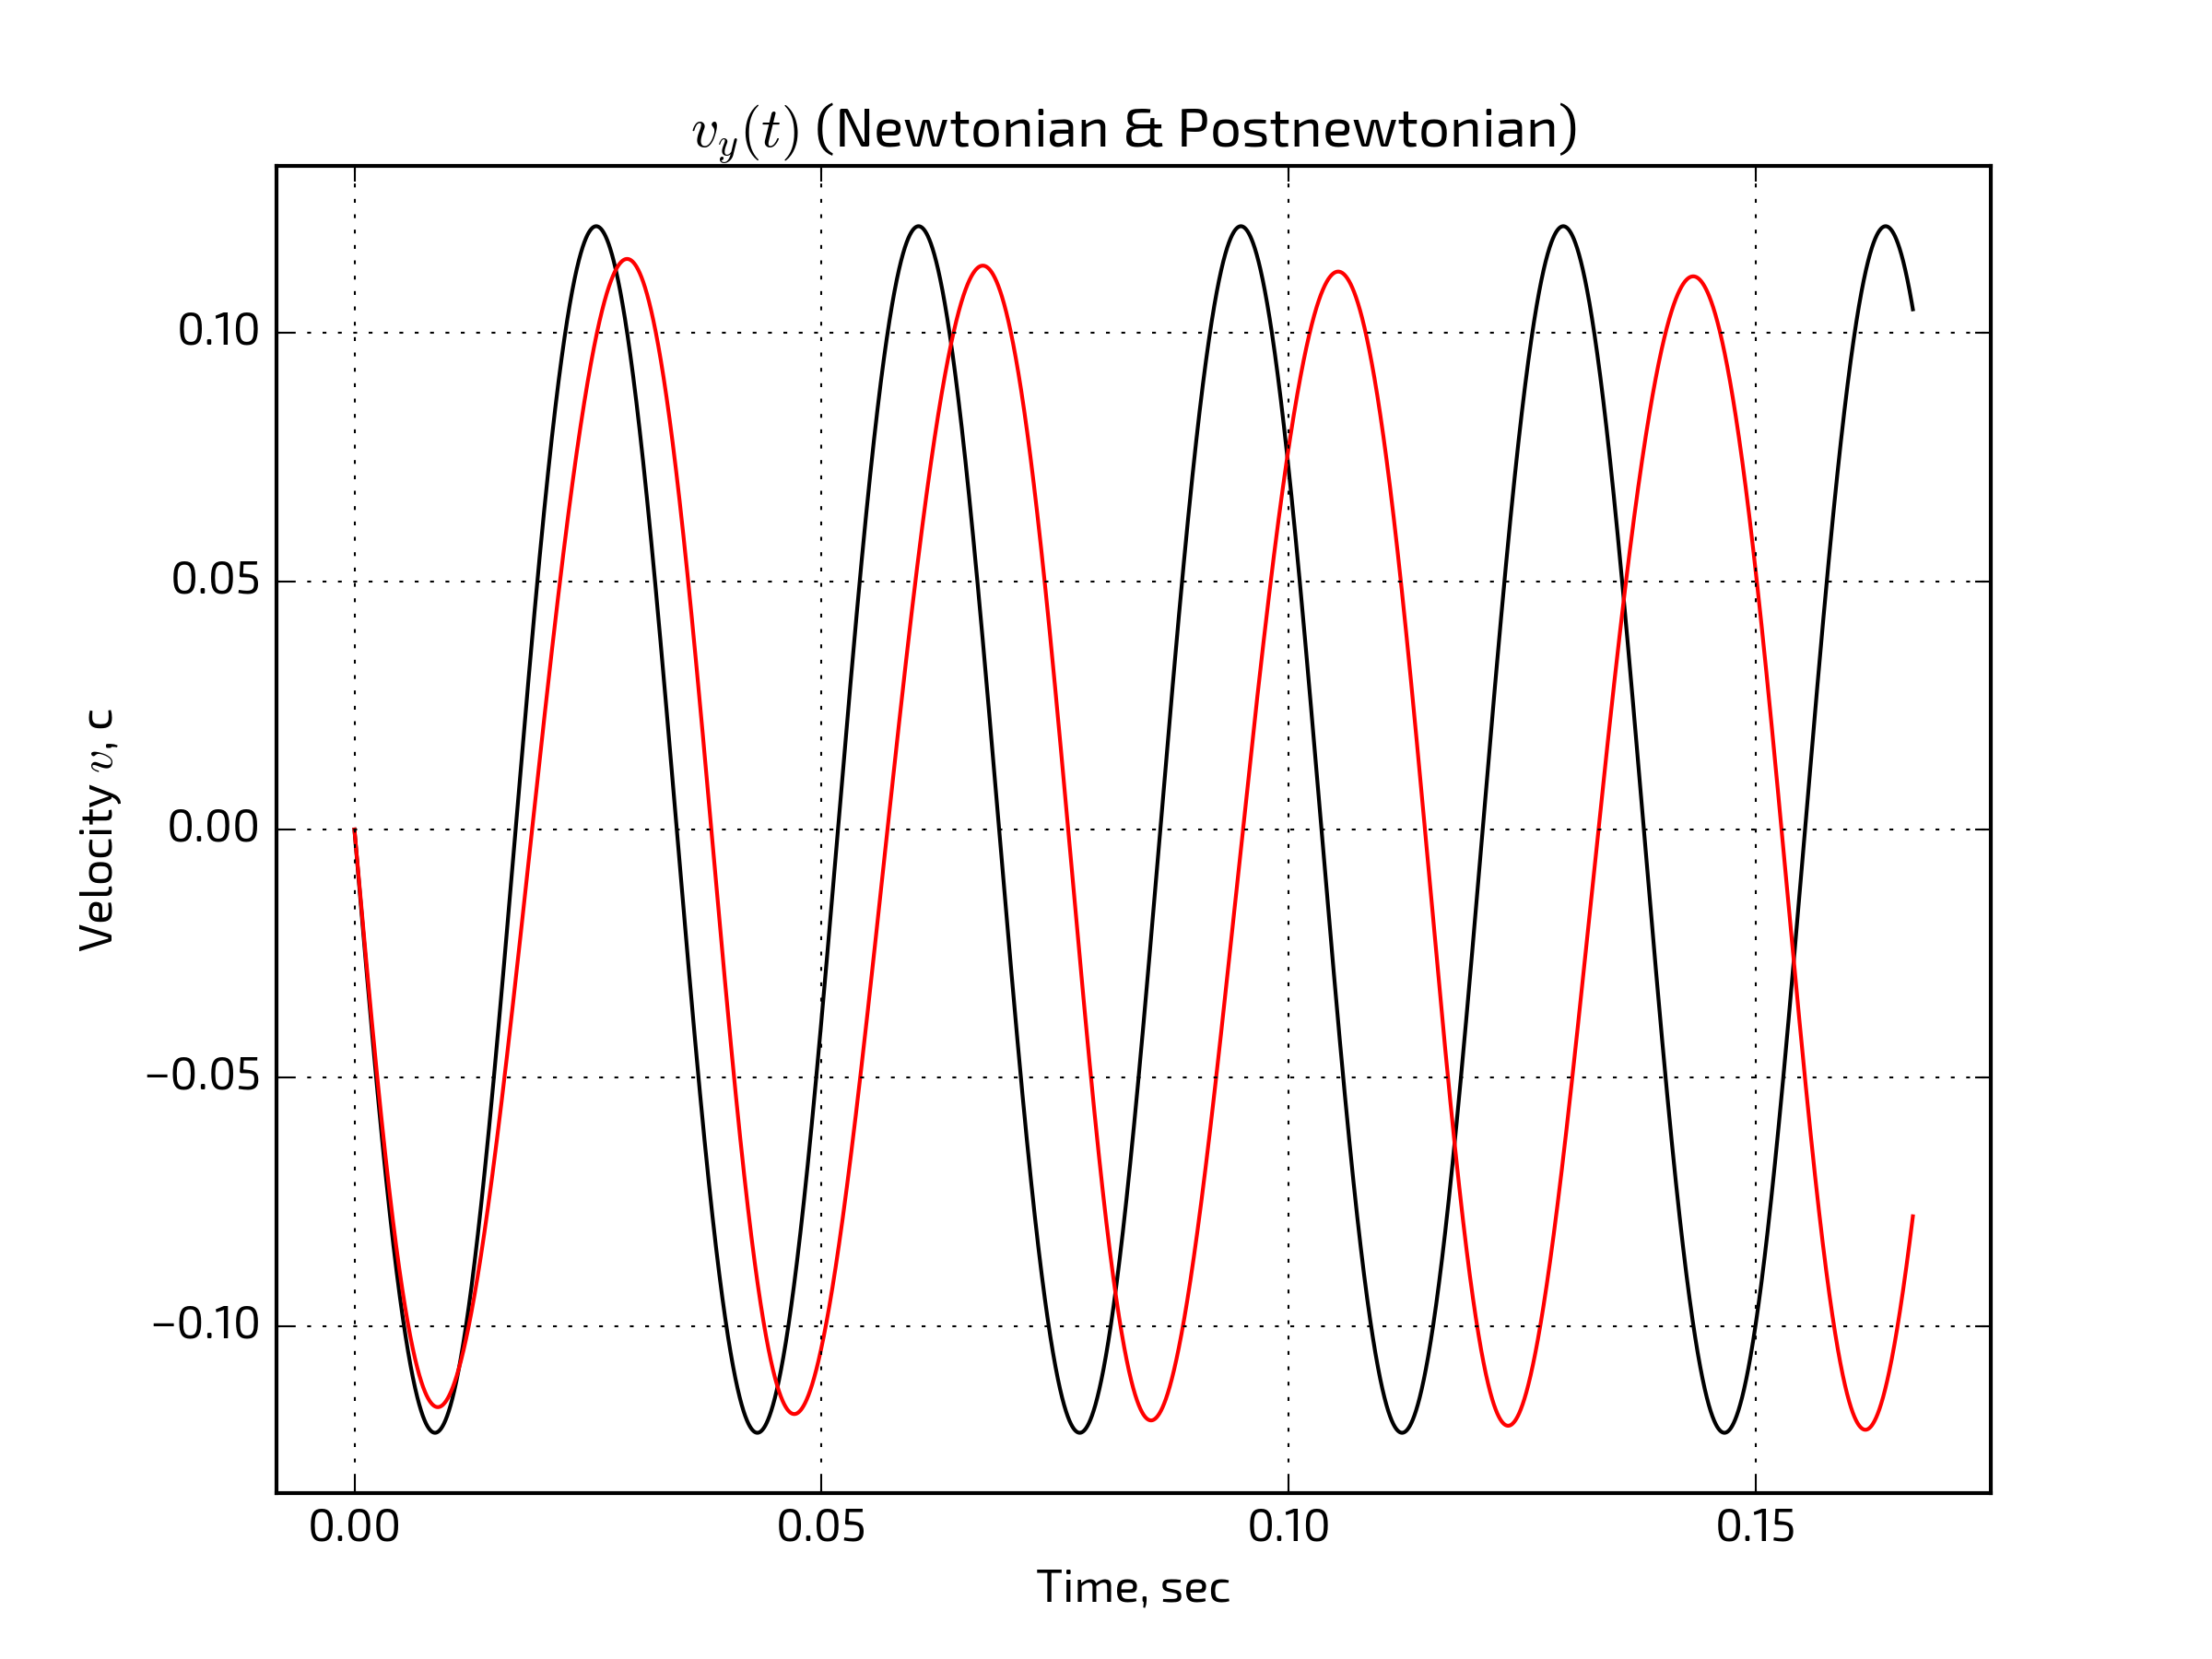 v_y(t) (Newtonian & Postnewtonian)
0.10
0.05
0.00
−0.05
−0.10
Velocity v, c
0.00 0.05 0.10 0.15
Time, sec